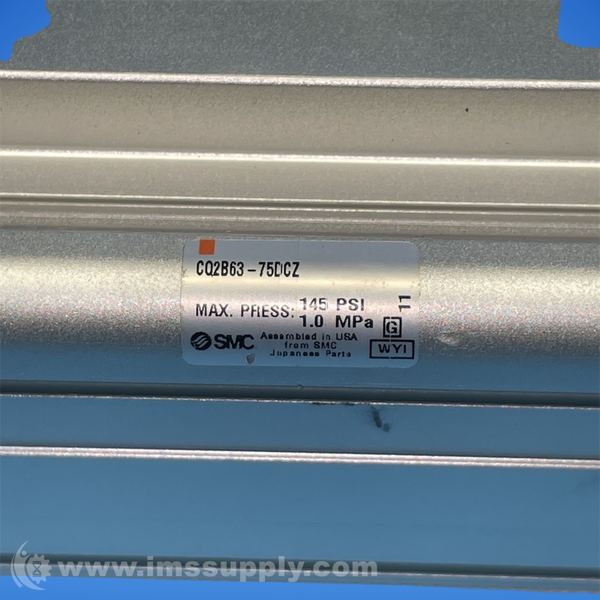 CQ2B63-75DCZ
MAX. PRESS: 145 PSI
1.0 MPa
11
G
WYI
SMC
Assembled in USA
from SMC
Japanese Parts
www.imssupply.com